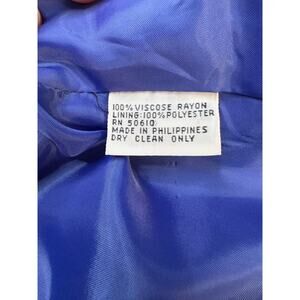 100% VISCOSE RAYON
LINING:100% POLYESTER
RN 50610
MADE IN PHILIPPINES
DRY CLEAN ONLY